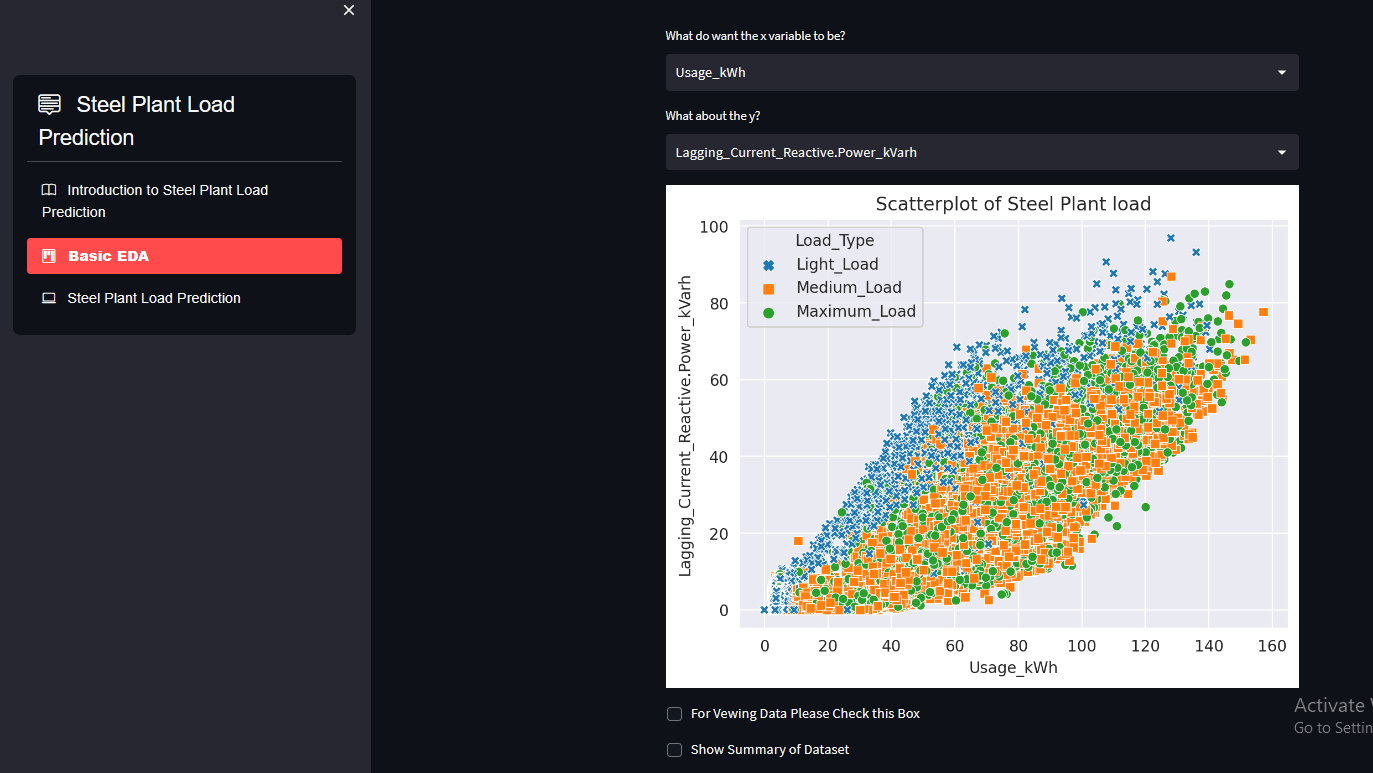 Steel Plant Load
Prediction
Introduction to Steel Plant Load
Prediction
Basic EDA
Steel Plant Load Prediction
What do want the x variable to be?
Usage_kWh
What about the y?
Lagging_Current_Reactive.Power_kVarh
Scatterplot of Steel Plant load
Load_Type
Light_Load
Medium_Load
Maximum_Load
Lagging_Current_Reactive.Power_kVarh
100
80
60
40
20
0
0 20 40 60 80 100 120 140 160
Usage_kWh
For Vewing Data Please Check this Box
Show Summary of Dataset
Activate
Go to Settin